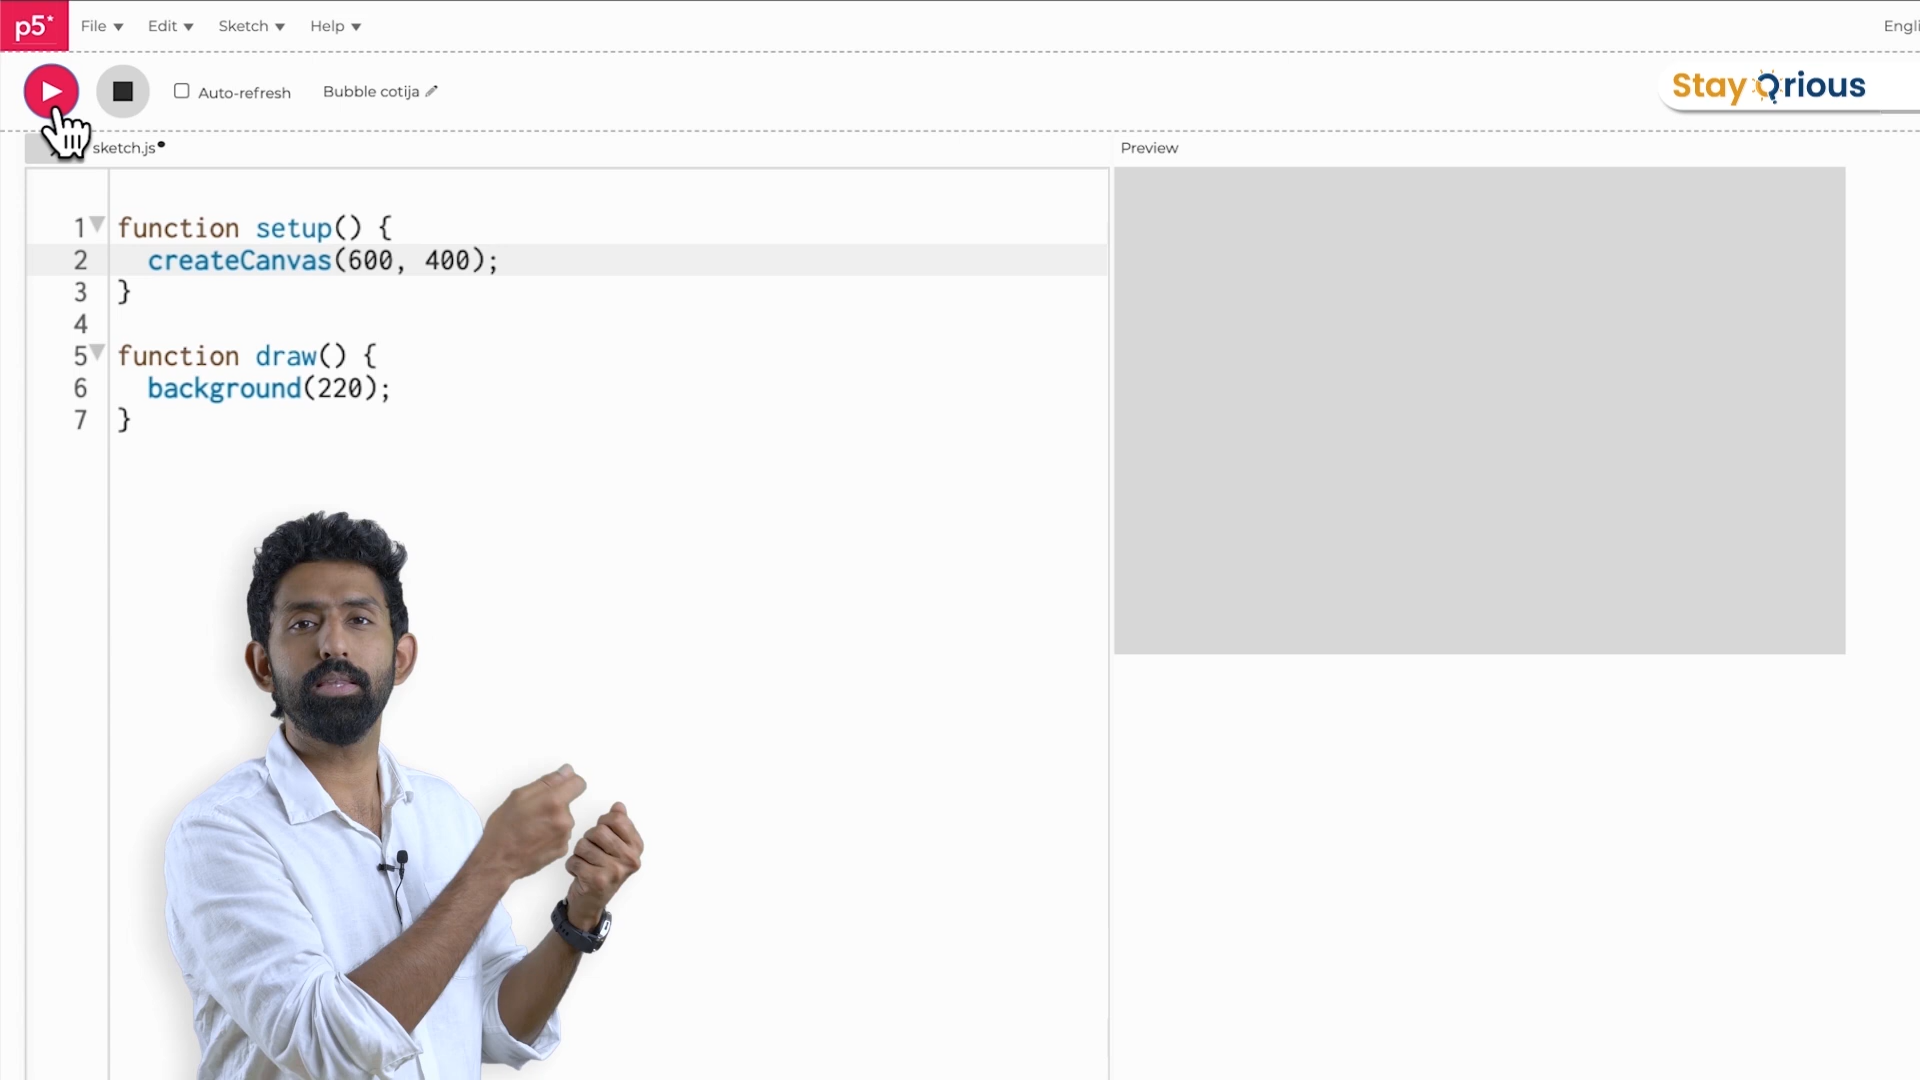 p5* File Edit Sketch Help Engli
Auto-refresh Bubble cotija Stay Qrious
sketch.js Preview
1 function setup() {
2 createCanvas(600, 400);
3 }
4
5 function draw() {
6 background(220);
7 }